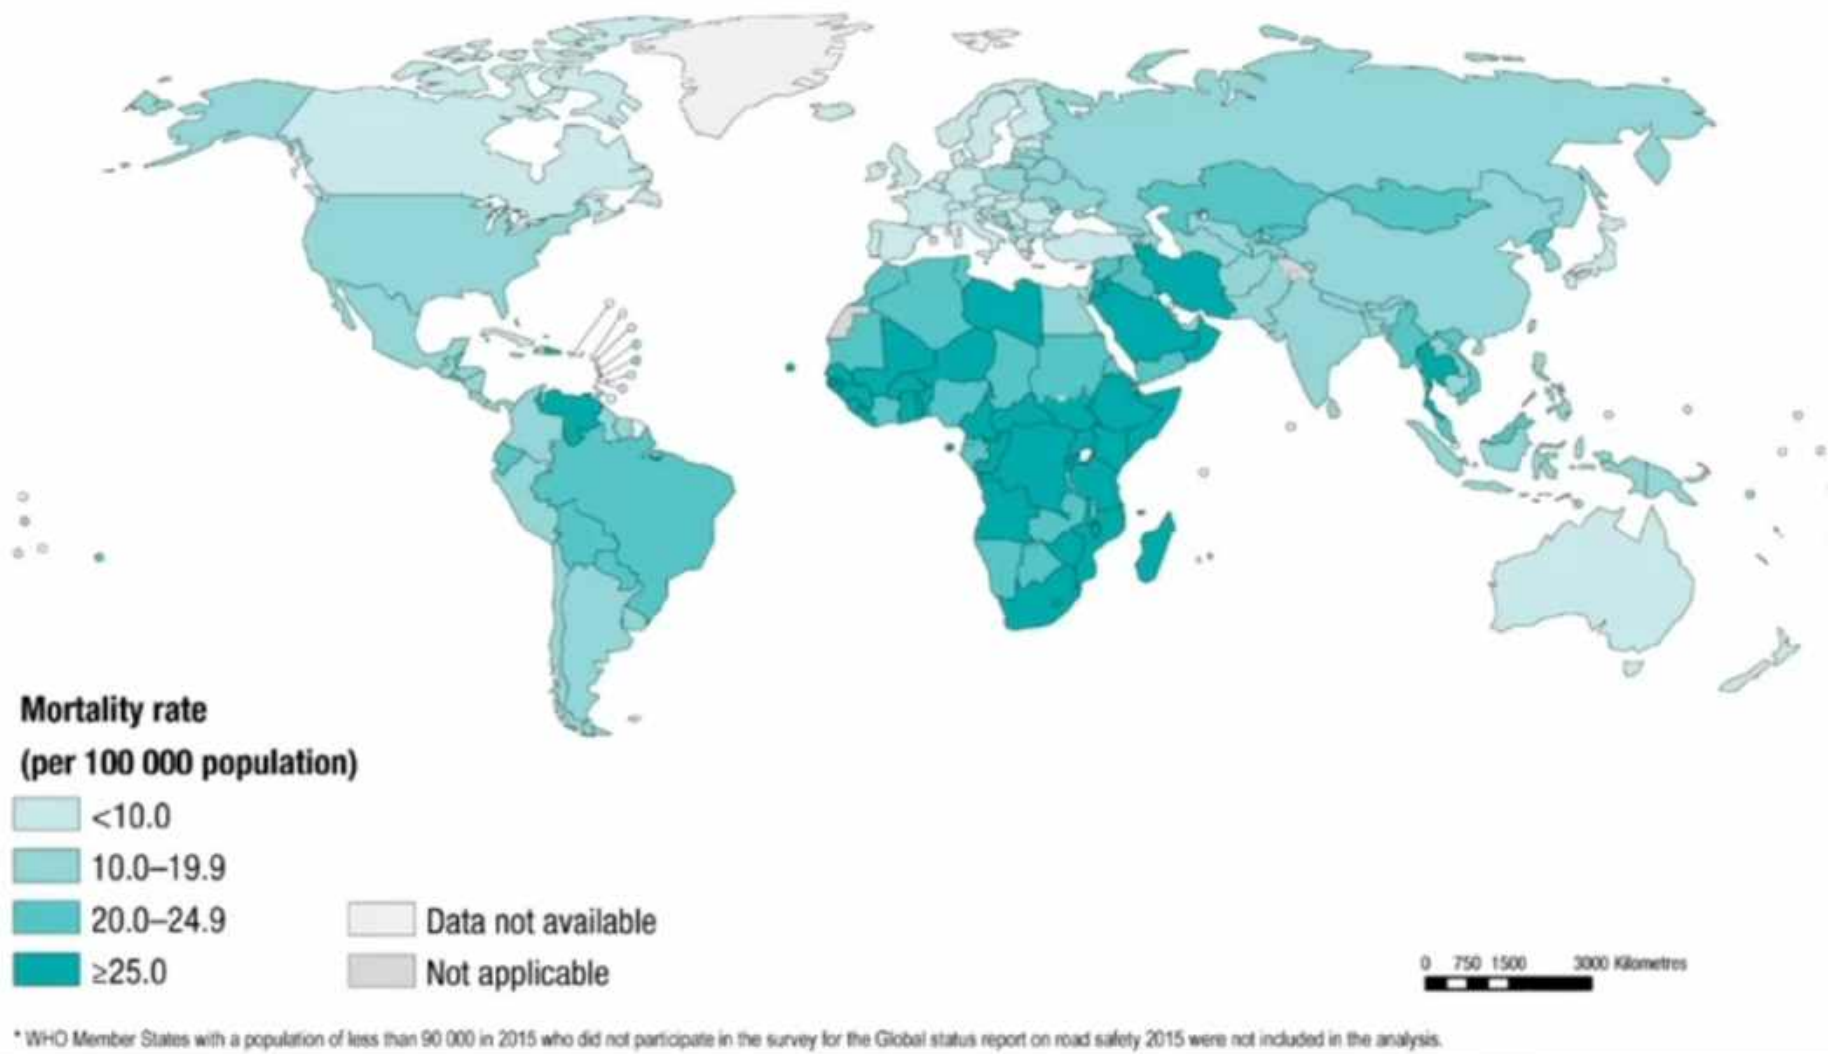 Mortality rate
(per 100 000 population)
<10.0
10.0–19.9
20.0–24.9
≥25.0
Data not available
Not applicable
0 750 1500 3000 Kilometres
* WHO Member States with a population of less than 90 000 in 2015 who did not participate in the survey for the Global status report on road safety 2015 were not included in the analysis.